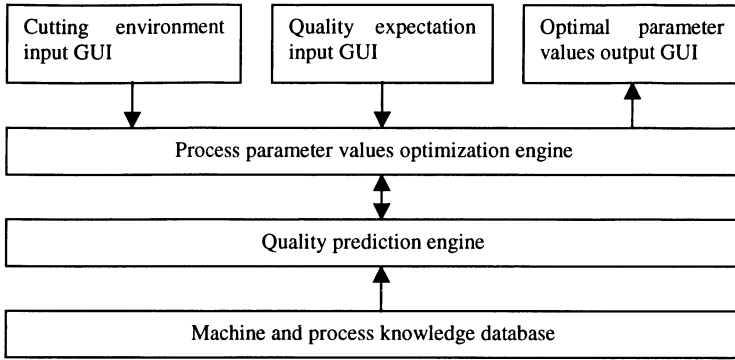 Cutting environment
input GUI
Quality expectation
input GUI
Optimal parameter
values output GUI
Process parameter values optimization engine
Quality prediction engine
Machine and process knowledge database